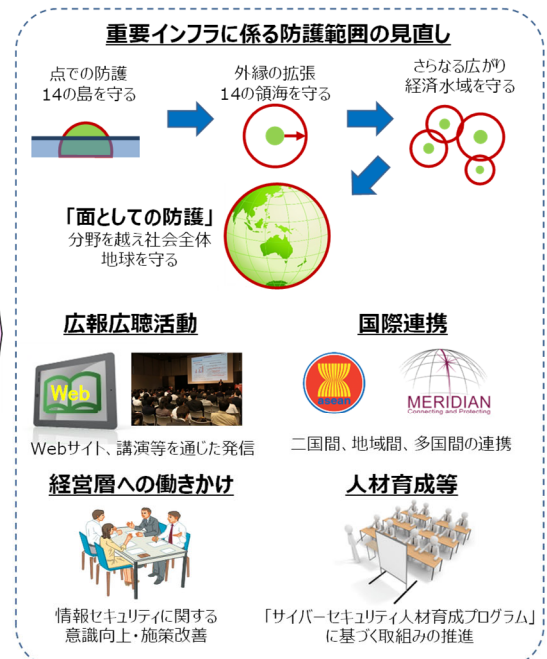 重要インフラに係る防護範囲の見直し
点での防護
14の島を守る
外縁の拡張
14の領海を守る
さらなる広がり
経済水域を守る
「面としての防護」
分野を越え社会全体
地球を守る
広報広聴活動
Web
Webサイト、講演等を通じた発信
国際連携
asean
MERIDIAN
Connecting and Protecting
二国間、地域間、多国間の連携
経営層への働きかけ
情報セキュリティに関する
意識向上・施策改善
人材育成等
「サイバーセキュリティ人材育成プログラム」
に基づく取組みの推進